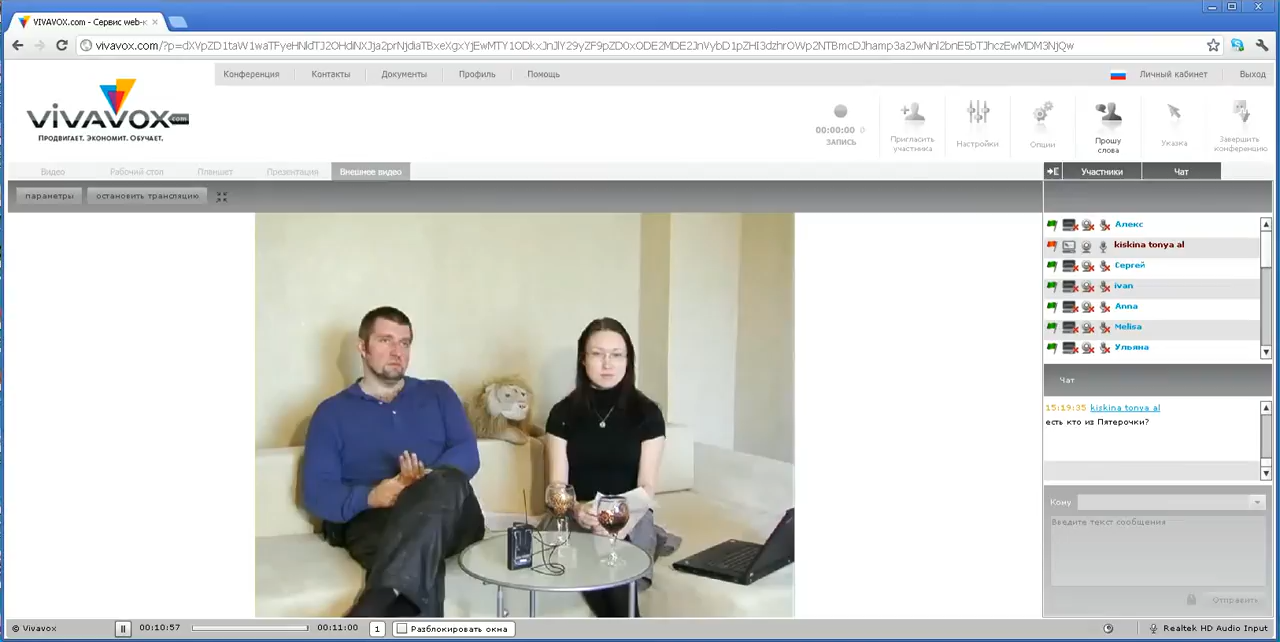 VIVAVOX.com - Сервис web-к
Конференция Контакты Документы Профиль Помощь Личный кабинет Выход
vivavox.com
ПРОДВИГАЕТ. ЭКОНОМИТ. ОБУЧАЕТ.
00:00:00 0
ЗАПИСЬ
Пригласить
участника
Настройки
Опции
Прошу
слова
Указка
Завершить
конференцию
Видео Рабочий стол Планшет Презентация Внешнее видео Участники Чат
параметры остановить трансляцию
Алекс
kiskina tonya al
Сергей
ivan
Anna
Melisa
Ульяна
Чат
15:19:35 kiskina tonya al
есть кто из Пятерочки?
Кому
Введите текст сообщения
Отправить
© Vivavox 00:10:57 00:11:00 1 Разблокировать окна Realtek HD Audio Input